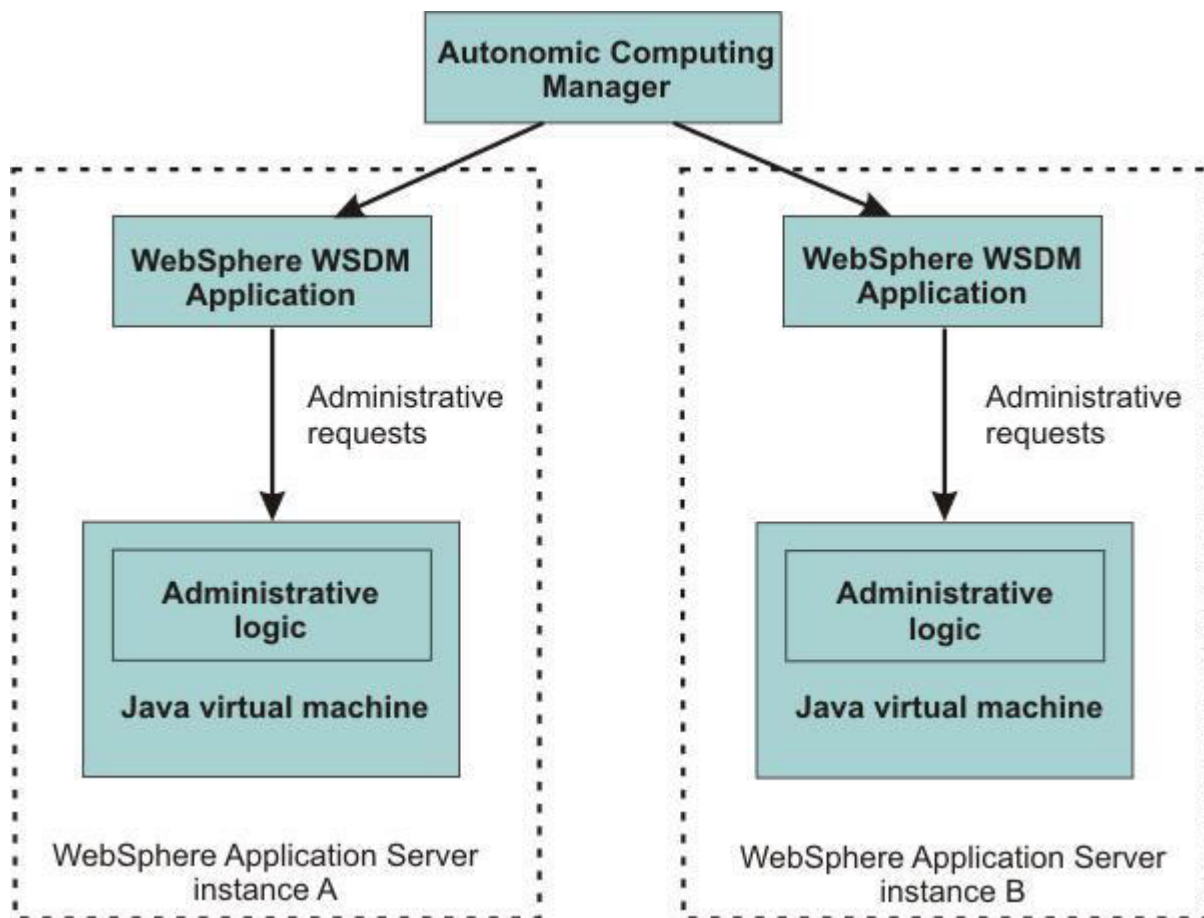 Autonomic Computing
Manager
WebSphere WSDM
Application
Administrative
requests
Administrative
logic
Java virtual machine
WebSphere Application Server
instance A
WebSphere WSDM
Application
Administrative
requests
Administrative
logic
Java virtual machine
WebSphere Application Server
instance B